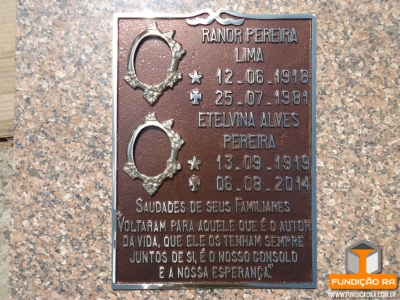 RANOR PEREIRA
LIMA
12.06.1918
25.07.1981
ETELVINA ALVES
PEREIRA
13.09.1919
06.08.2014
SAUDADES DE SEUS FAMILIARES
"VOLTARAM PARA AQUELE QUE É O AUTOR
DA VIDA, QUE ELE OS TENHAM SEMPRE
JUNTOS DE SI, É O NOSSO CONSOLO
E A NOSSA ESPERANÇA."
FUNDIÇÃO RA
WWW.FUNDICAORA.COM.BR